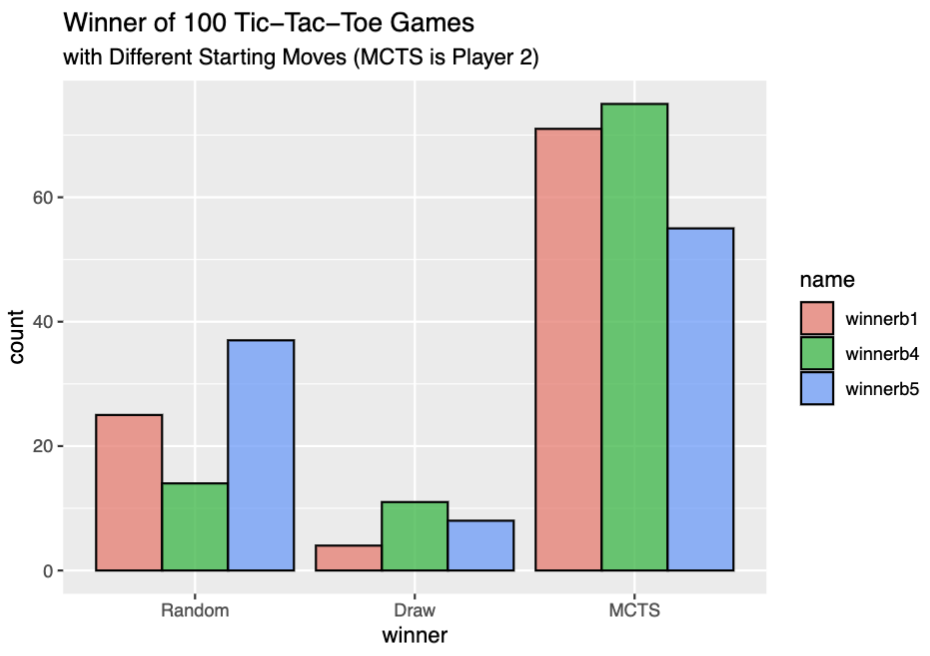 Winner of 100 Tic−Tac−Toe Games
with Different Starting Moves (MCTS is Player 2)
count
60
40
20
0
Random
Draw
MCTS
winner
name
winnerb1
winnerb4
winnerb5